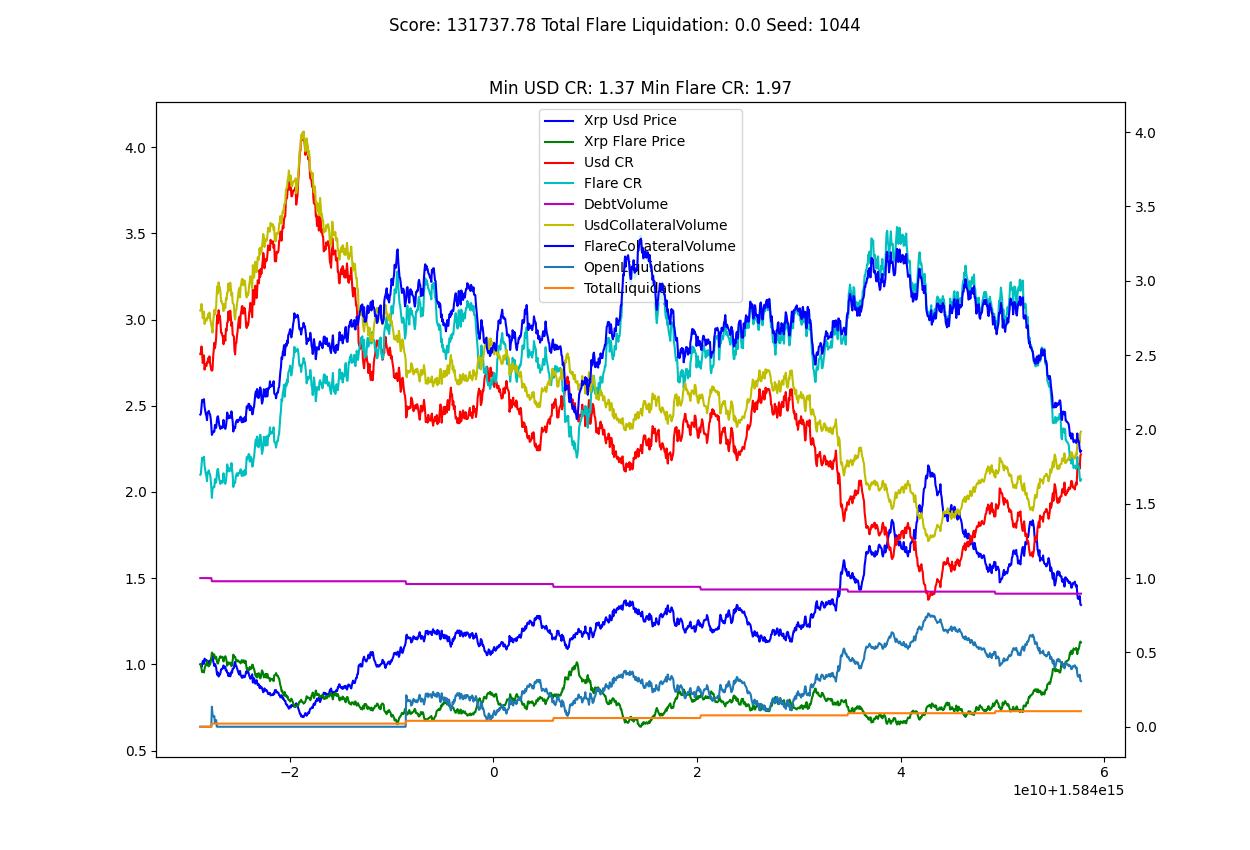 Score: 131737.78 Total Flare Liquidation: 0.0 Seed: 1044
Min USD CR: 1.37 Min Flare CR: 1.97
Xrp Usd Price
Xrp Flare Price
Usd CR
Flare CR
DebtVolume
UsdCollateralVolume
FlareCollateralVolume
OpenLiquidations
TotalLiquidations
4.0
3.5
3.0
2.5
2.0
1.5
1.0
0.5
4.0
3.5
3.0
2.5
2.0
1.5
1.0
0.5
0.0
−2 0 2 4 6
1e10+1.584e15